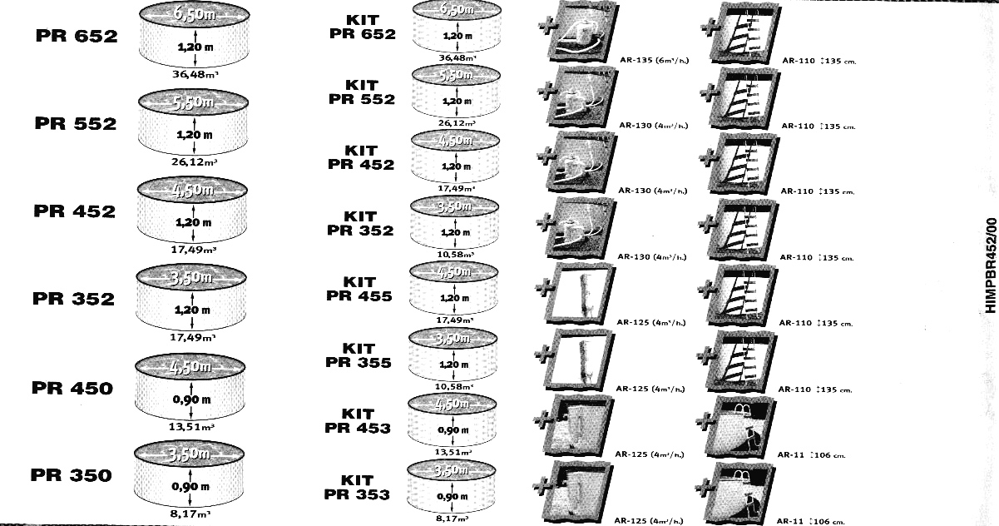 PR 652
6,50m
1,20 m
36,48m³
PR 552
5,50m
1,20 m
26,12m³
PR 452
4,50m
1,20 m
17,49m³
PR 352
3,50m
1,20 m
17,49m³
PR 450
4,50m
0,90 m
13,51m³
PR 350
3,50m
0,90 m
8,17m³
KIT
PR 652
6,50m
1,20 m
36,48m³
AR-135 (6m³/h.)
AR-110 ↕135 cm.
KIT
PR 552
5,50m
1,20 m
26,12m³
AR-130 (4m³/h.)
AR-110 ↕135 cm.
KIT
PR 452
4,50m
1,20 m
17,49m³
AR-130 (4m³/h.)
AR-110 ↕135 cm.
KIT
PR 352
3,50m
1,20 m
10,58m³
AR-130 (4m³/h.)
AR-110 ↕135 cm.
KIT
PR 455
4,50m
1,20 m
17,49m³
AR-125 (4m³/h.)
AR-110 ↕135 cm.
KIT
PR 355
3,50m
1,20 m
10,58m³
AR-125 (4m³/h.)
AR-110 ↕135 cm.
KIT
PR 453
4,50m
0,90 m
13,51m³
AR-125 (4m³/h.)
AR-11 ↕106 cm.
KIT
PR 353
3,50m
0,90 m
8,17m³
AR-125 (4m³/h.)
AR-11 ↕106 cm.
HIMPBR452/00